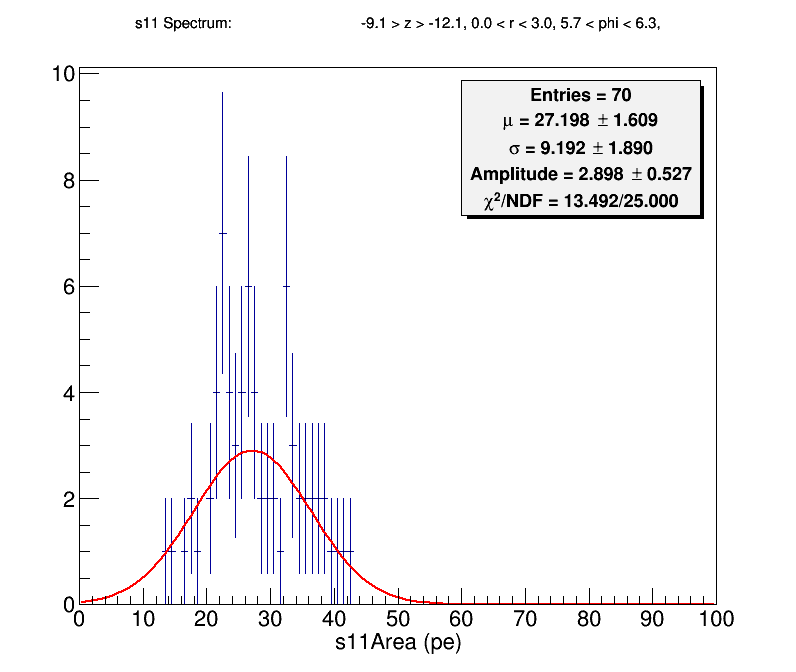 s11 Spectrum: -9.1 > z > -12.1, 0.0 < r < 3.0, 5.7 < phi < 6.3,
Entries = 70
μ = 27.198 ± 1.609
σ = 9.192 ± 1.890
Amplitude = 2.898 ± 0.527
χ²/NDF = 13.492/25.000
10
8
6
4
2
0
0 10 20 30 40 50 60 70 80 90 100
s11Area (pe)